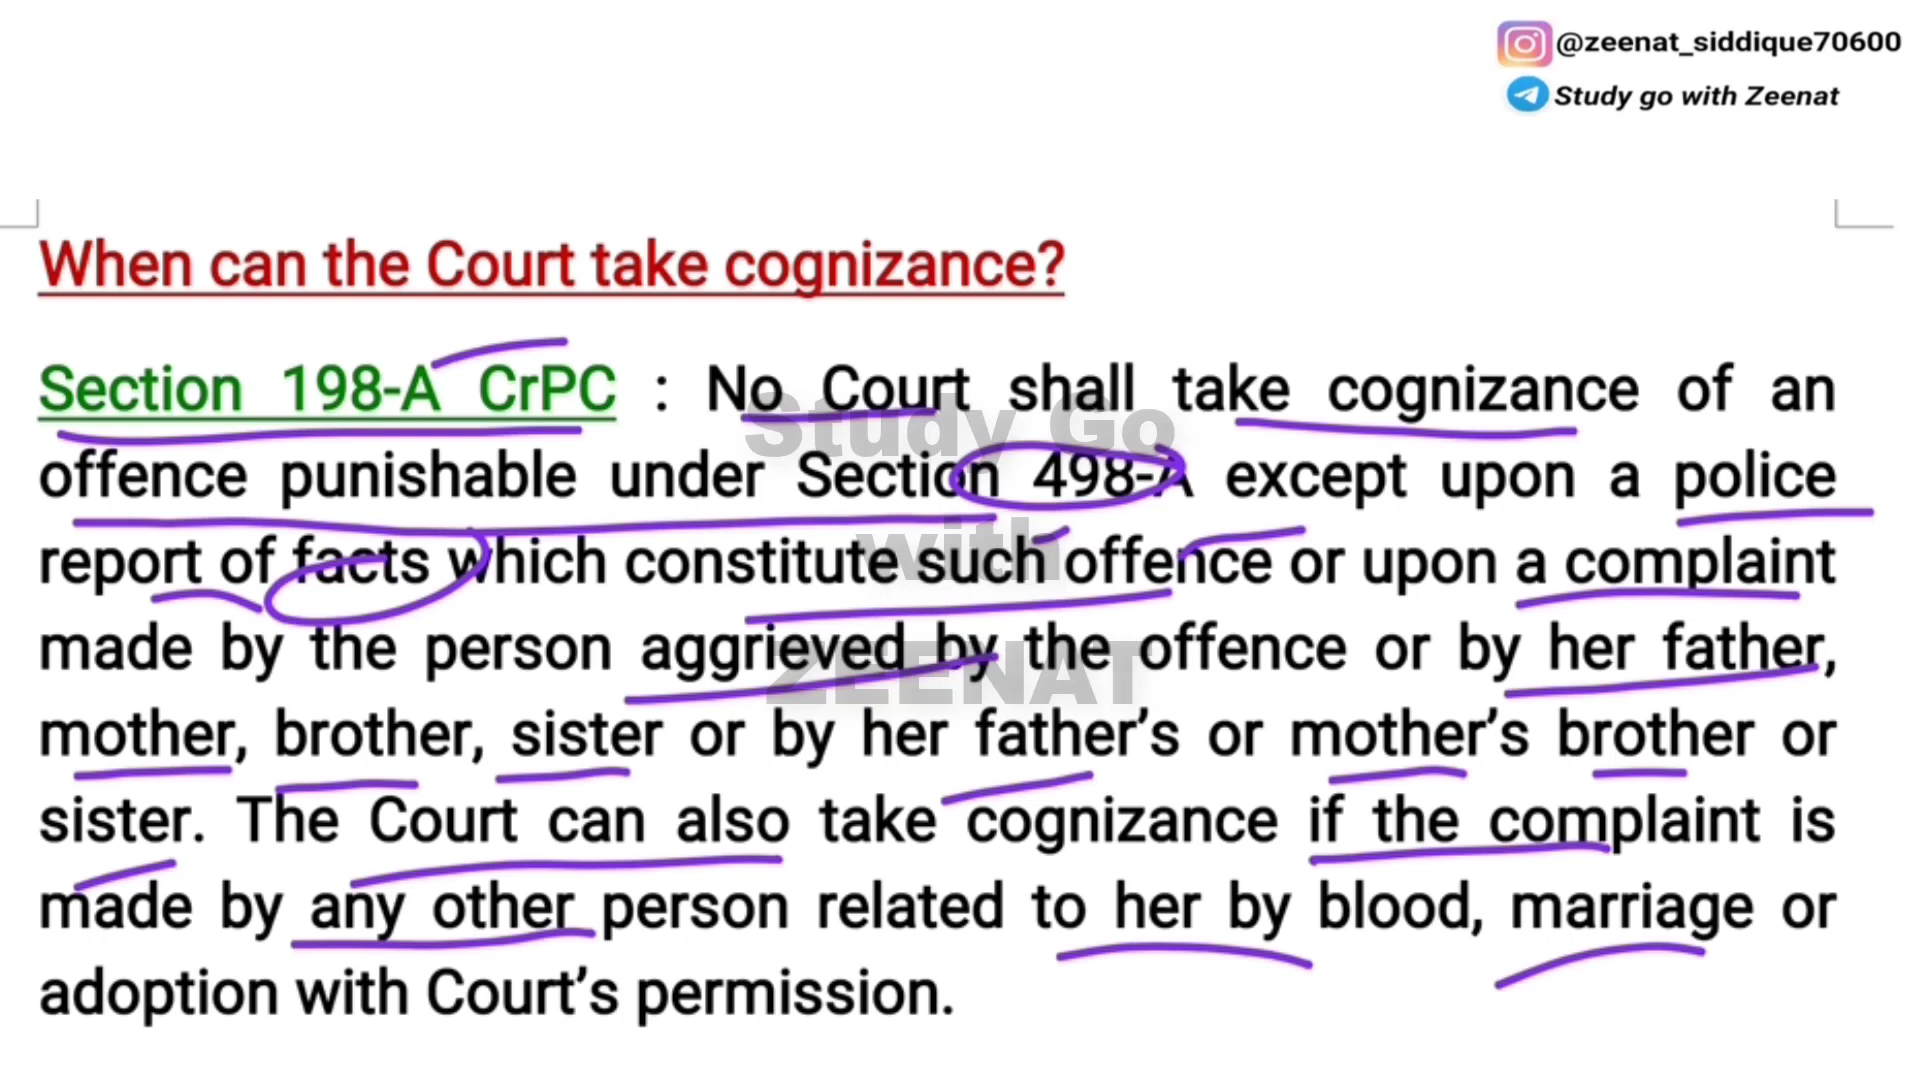 @zeenat_siddique70600
Study go with Zeenat
When can the Court take cognizance?
Section 198-A CrPC : No Court shall take cognizance of an
offence punishable under Section 498-A except upon a police
report of facts which constitute such offence or upon a complaint
made by the person aggrieved by the offence or by her father,
mother, brother, sister or by her father's or mother's brother or
sister. The Court can also take cognizance if the complaint is
made by any other person related to her by blood, marriage or
adoption with Court's permission.
Study Go
with
ZEENAT